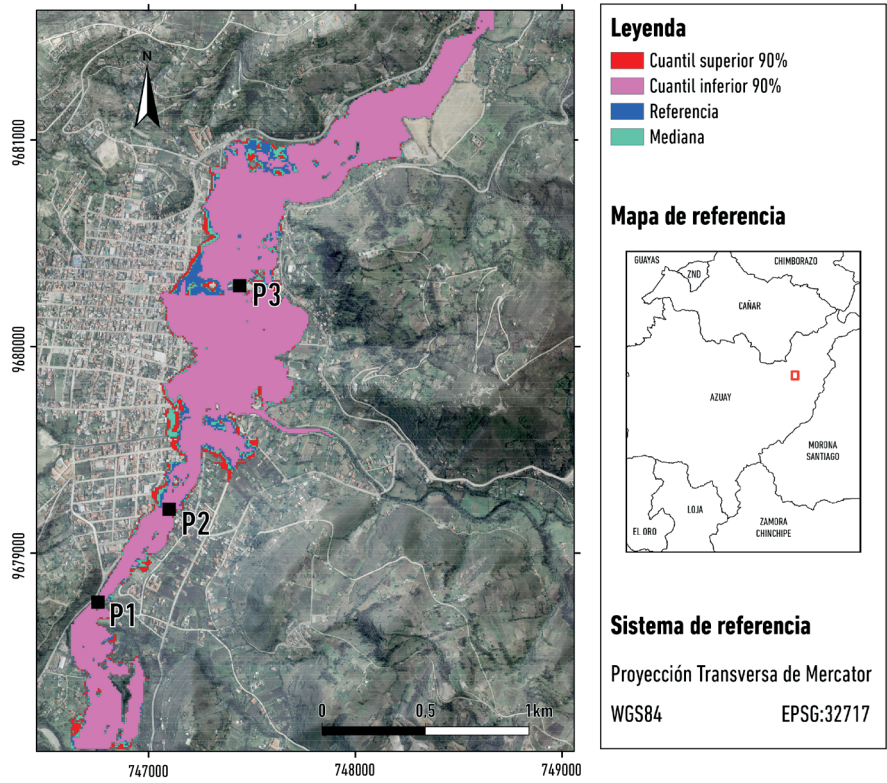 N
9681000
9680000
9679000
P3
P2
P1
0 0,5 1km
747000 748000 749000
Leyenda
Cuantil superior 90%
Cuantil inferior 90%
Referencia
Mediana
Mapa de referencia
GUAYAS
CHIMBORAZO
ZND
CAÑAR
AZUAY
MORONA
SANTIAGO
LOJA
EL ORO
ZAMORA
CHINCHIPE
Sistema de referencia
Proyección Transversa de Mercator
WGS84 EPSG:32717